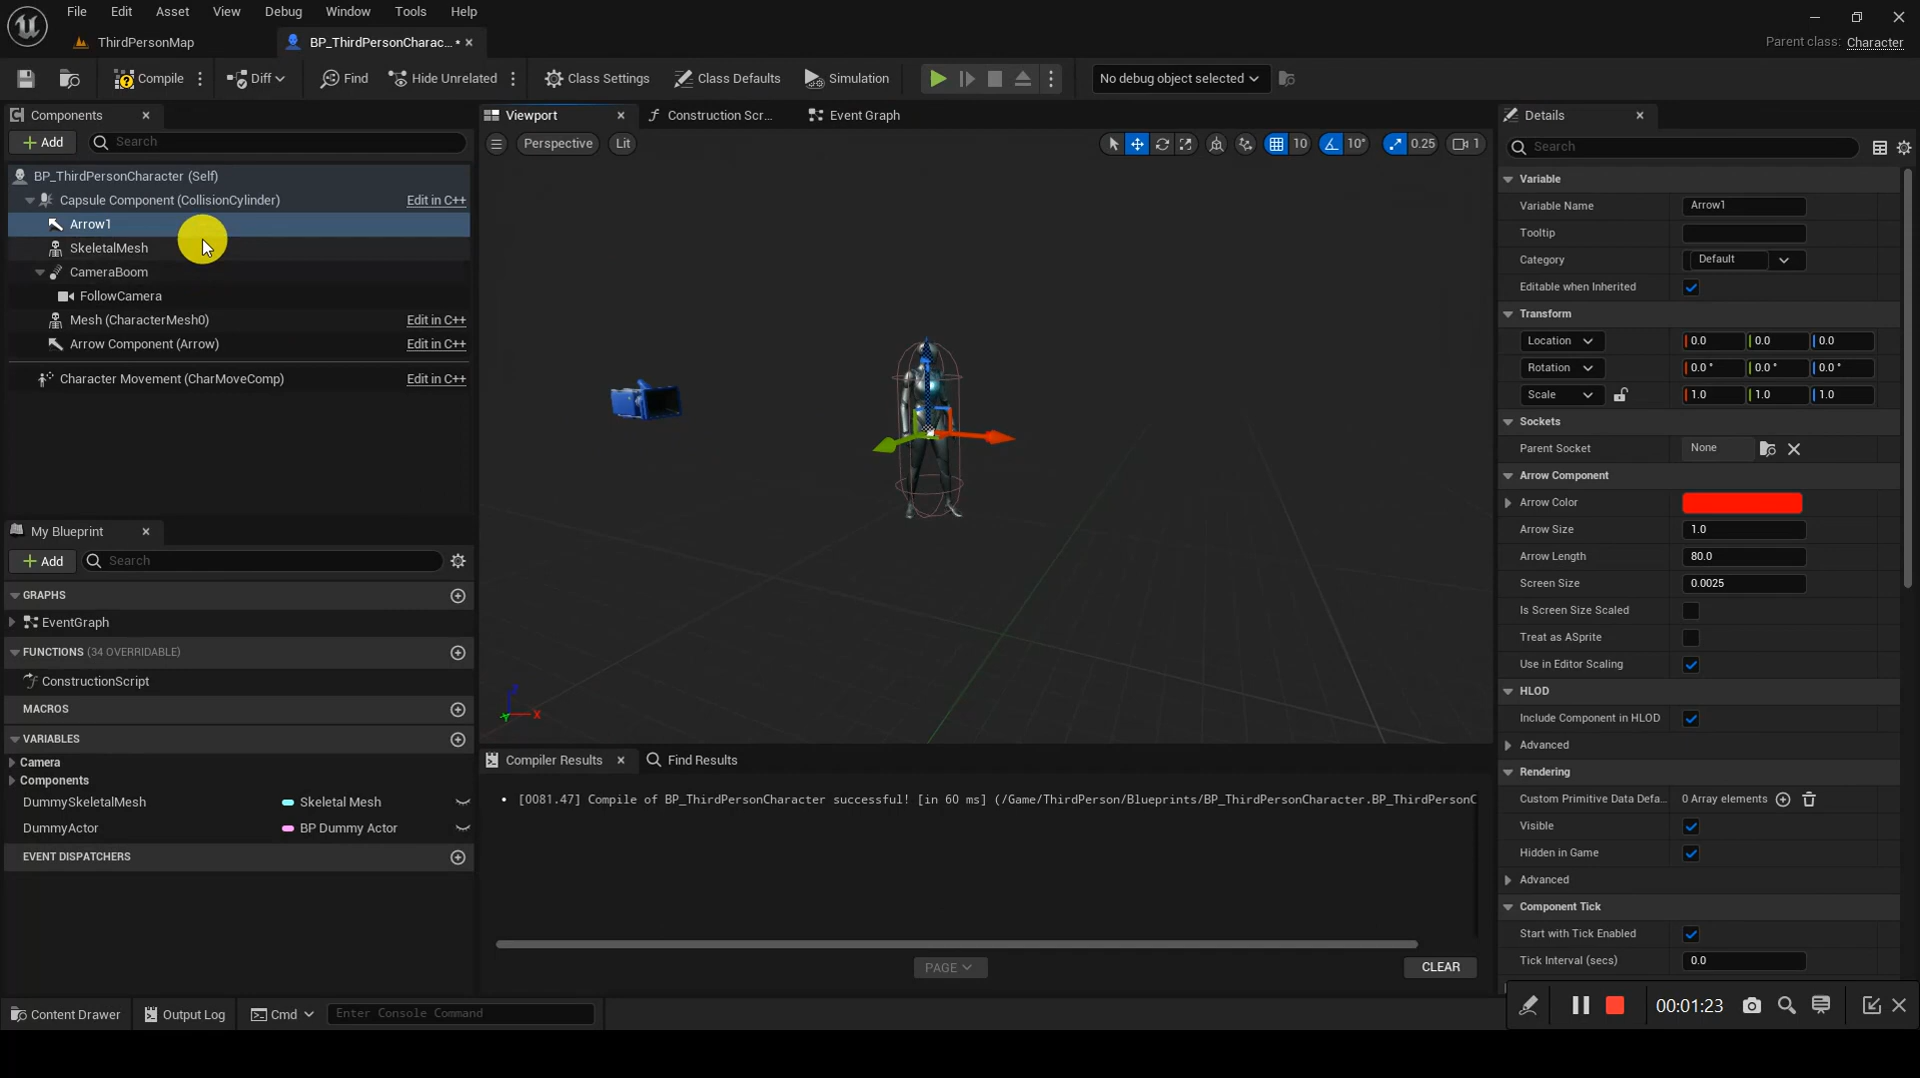 File Edit Asset View Debug Window Tools Help
ThirdPersonMap
BP_ThirdPersonCharac... •
Parent class: Character
Compile
Diff
Find
Hide Unrelated
Class Settings
Class Defaults
Simulation
No debug object selected
Components
Add
Search
BP_ThirdPersonCharacter (Self)
Capsule Component (CollisionCylinder) Edit in C++
Arrow1
SkeletalMesh
CameraBoom
FollowCamera
Mesh (CharacterMesh0) Edit in C++
Arrow Component (Arrow) Edit in C++
Character Movement (CharMoveComp) Edit in C++
My Blueprint
Add
Search
GRAPHS
EventGraph
FUNCTIONS (34 OVERRIDABLE)
ConstructionScript
MACROS
VARIABLES
Camera
Components
DummySkeletalMesh Skeletal Mesh
DummyActor BP Dummy Actor
EVENT DISPATCHERS
Viewport
Construction Scr...
Event Graph
Perspective
Lit
10
10°
0.25
1
Z
X
Y
Compiler Results
Find Results
• [0081.47] Compile of BP_ThirdPersonCharacter successful! [in 60 ms] (/Game/ThirdPerson/Blueprints/BP_ThirdPersonCharacter.BP_ThirdPersonC
PAGE
CLEAR
Details
Search
Variable
Variable Name Arrow1
Tooltip
Category Default
Editable when Inherited
Transform
Location 0.0 0.0 0.0
Rotation 0.0 ° 0.0 ° 0.0 °
Scale 1.0 1.0 1.0
Sockets
Parent Socket None
Arrow Component
Arrow Color
Arrow Size 1.0
Arrow Length 80.0
Screen Size 0.0025
Is Screen Size Scaled
Treat as ASprite
Use in Editor Scaling
HLOD
Include Component in HLOD
Advanced
Rendering
Custom Primitive Data Defa... 0 Array elements
Visible
Hidden in Game
Advanced
Component Tick
Start with Tick Enabled
Tick Interval (secs) 0.0
Content Drawer
Output Log
Cmd
Enter Console Command
00:01:23